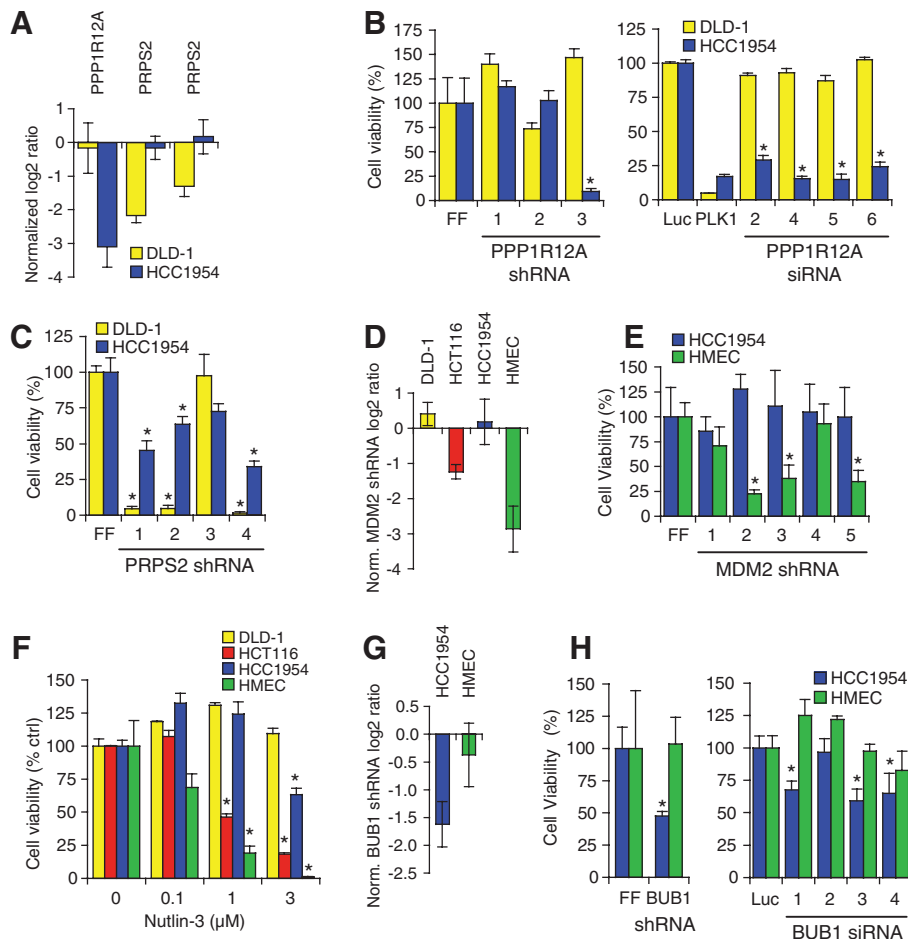 A
PPP1R12A
PRPS2
PRPS2
Normalized log2 ratio
1
0
-1
-2
-3
-4
DLD-1
HCC1954
B
DLD-1
HCC1954
Cell viability (%)
150
125
100
75
50
25
0
*
FF 1 2 3
PPP1R12A
shRNA
125
100
75
50
25
0
* * * *
Luc PLK1 2 4 5 6
PPP1R12A
siRNA
C
DLD-1
HCC1954
Cell viability (%)
125
100
75
50
25
0
* * * * * *
FF 1 2 3 4
PRPS2 shRNA
D
DLD-1
HCT116
HCC1954
HMEC
Norm. MDM2 shRNA log2 ratio
1
0
-1
-2
-3
-4
E
HCC1954
HMEC
Cell Viability (%)
150
125
100
75
50
25
0
* * *
FF 1 2 3 4 5
MDM2 shRNA
F
DLD-1
HCT116
HCC1954
HMEC
Cell viability (% ctrl)
150
125
100
75
50
25
0
* * * * *
0 0.1 1 3
Nutlin-3 (µM)
G
HCC1954
HMEC
Norm. BUB1 shRNA log2 ratio
0.5
0.0
-0.5
-1.0
-1.5
-2.0
-2.5
H
HCC1954
HMEC
Cell Viability (%)
150
125
100
75
50
25
0
*
FF BUB1
shRNA
150
125
100
75
50
25
0
* * *
Luc 1 2 3 4
BUB1 siRNA